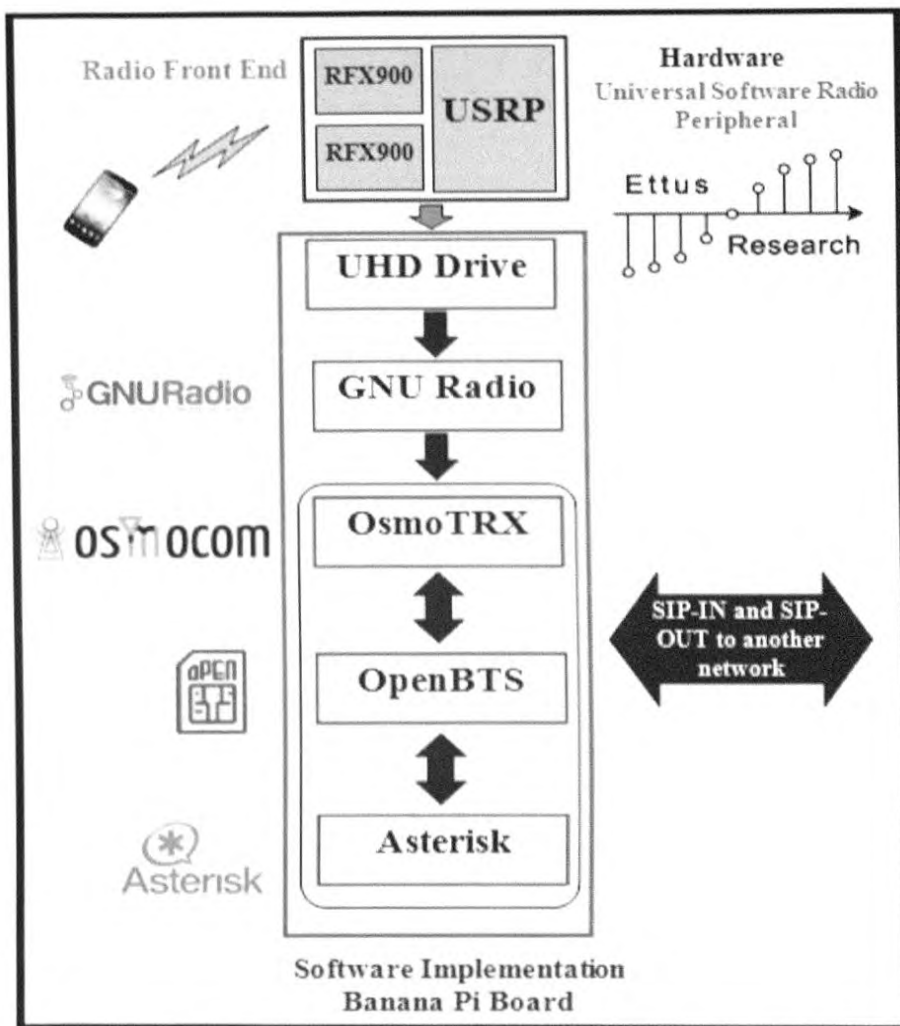 Radio Front End
RFX900
RFX900
USRP
Hardware
Universal Software Radio
Peripheral
Ettus
Research
UHD Drive
GNURadio
GNU Radio
osmocom
OsmoTRX
SIP-IN and SIP-
OUT to another
network
OPEN
OpenBTS
Asterisk
Asterisk
Software Implementation
Banana Pi Board